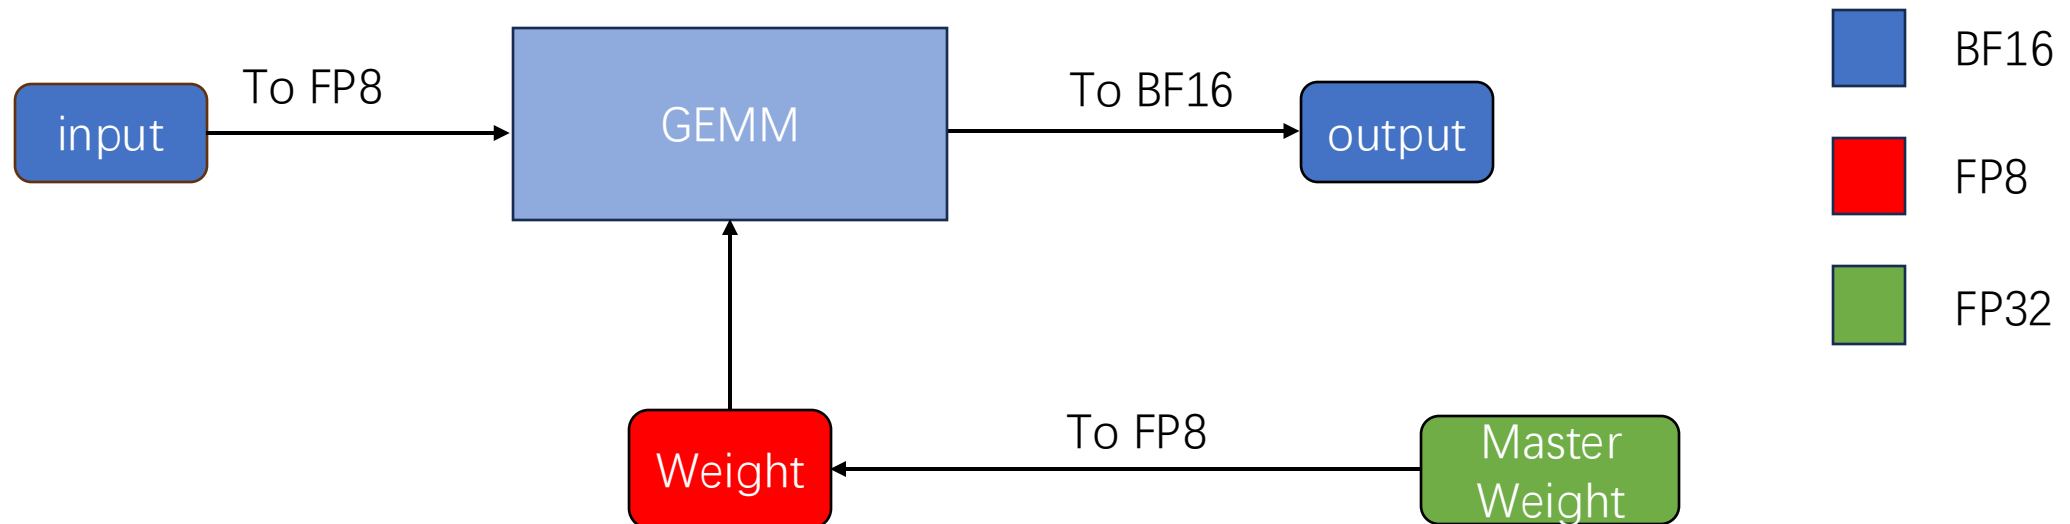 input
To FP8
GEMM
To BF16
output
Weight
To FP8
Master
Weight
BF16
FP8
FP32